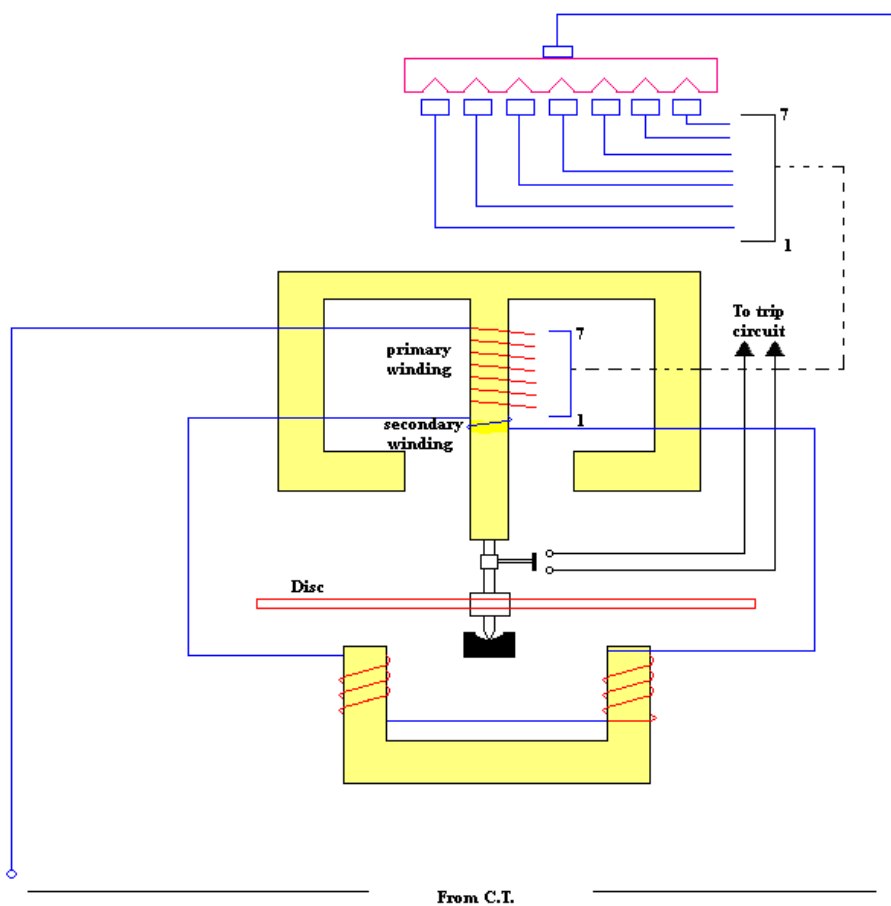 7
1
To trip
circuit
7
primary
winding
1
secondary
winding
Disc
From C.T.